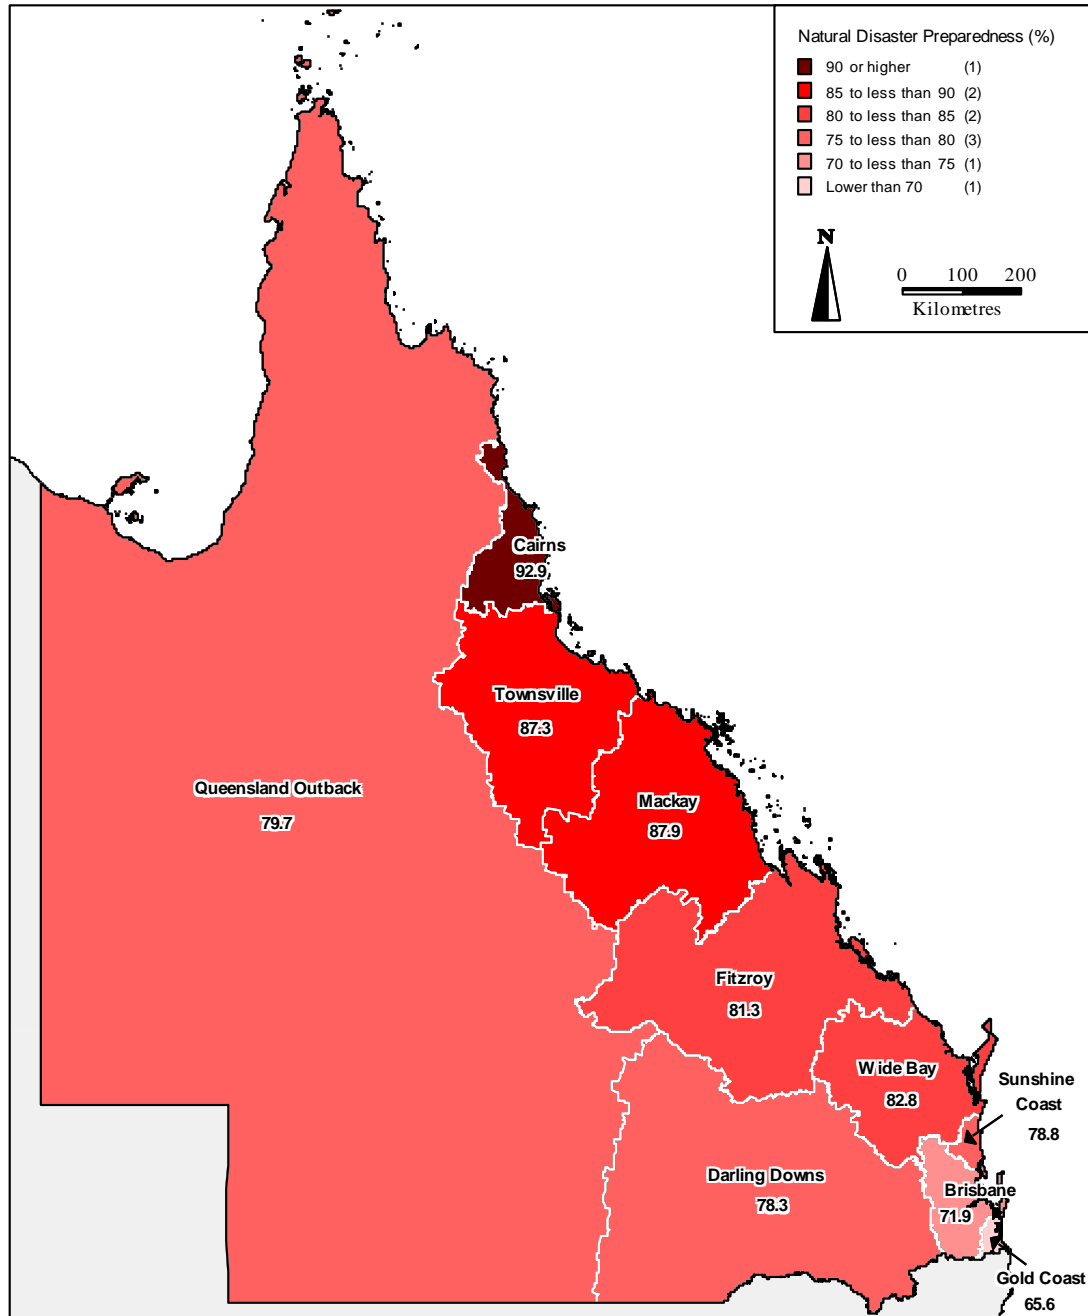 Natural Disaster Preparedness (%)
90 or higher (1)
85 to less than 90 (2)
80 to less than 85 (2)
75 to less than 80 (3)
70 to less than 75 (1)
Lower than 70 (1)
N
0 100 200
Kilometres
Cairns
92.9
Townsville
87.3
Queensland Outback
79.7
Mackay
87.9
Fitzroy
81.3
Wide Bay
82.8
Sunshine
Coast
78.8
Darling Downs
78.3
Brisbane
71.9
Gold Coast
65.6